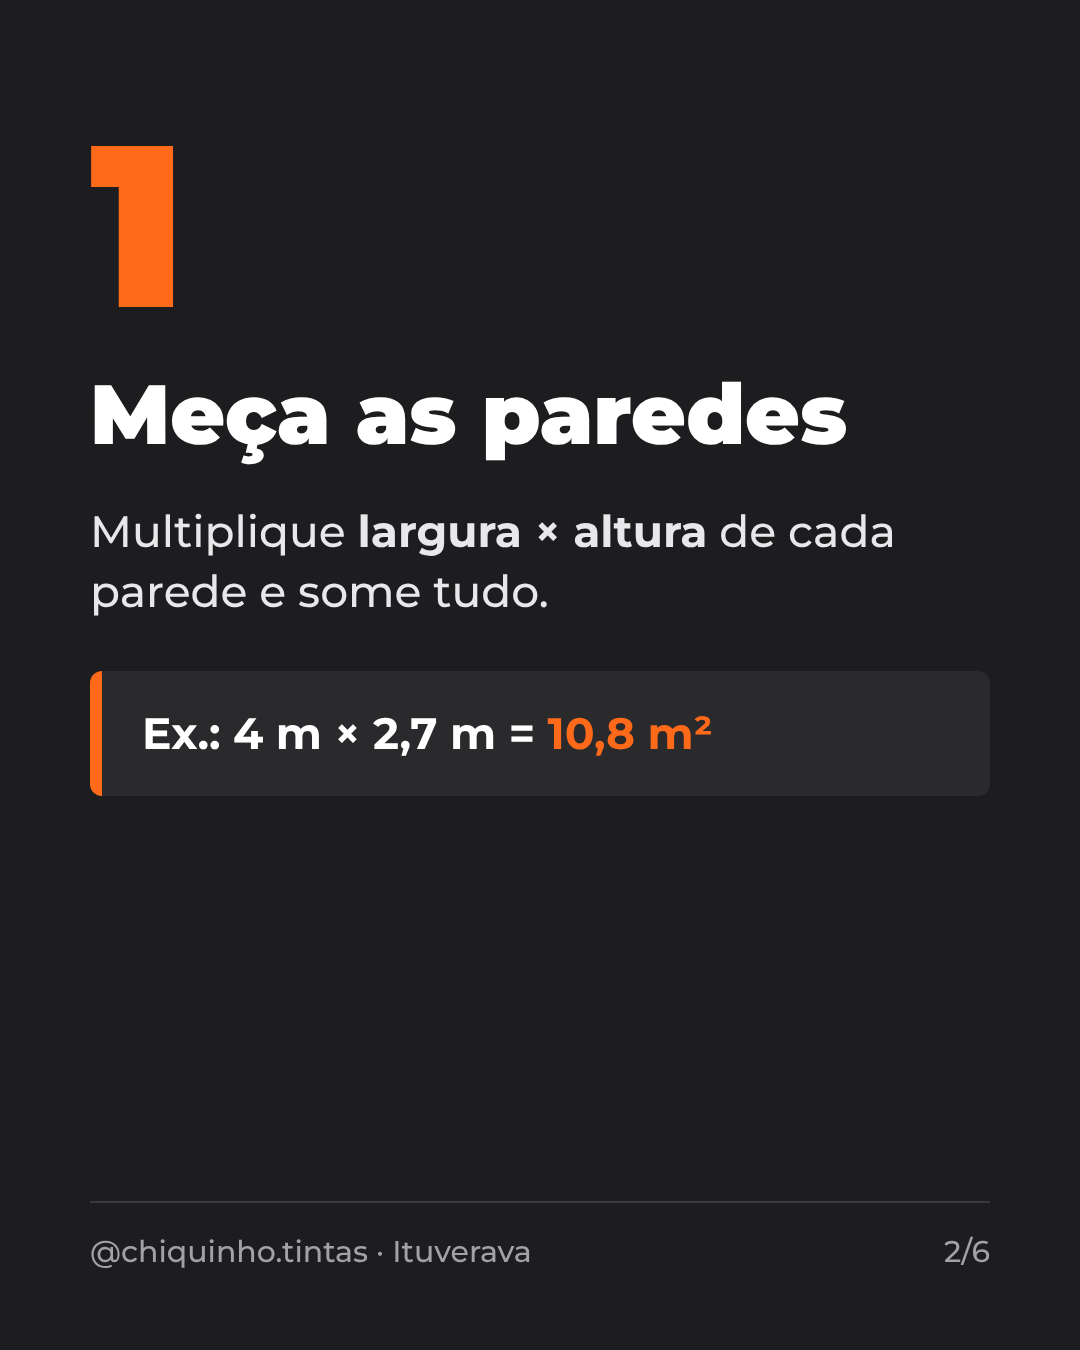 1
Meça as paredes
Multiplique largura × altura de cada
parede e some tudo.
Ex.: 4 m × 2,7 m = 10,8 m²
@chiquinho.tintas · Ituverava
2/6